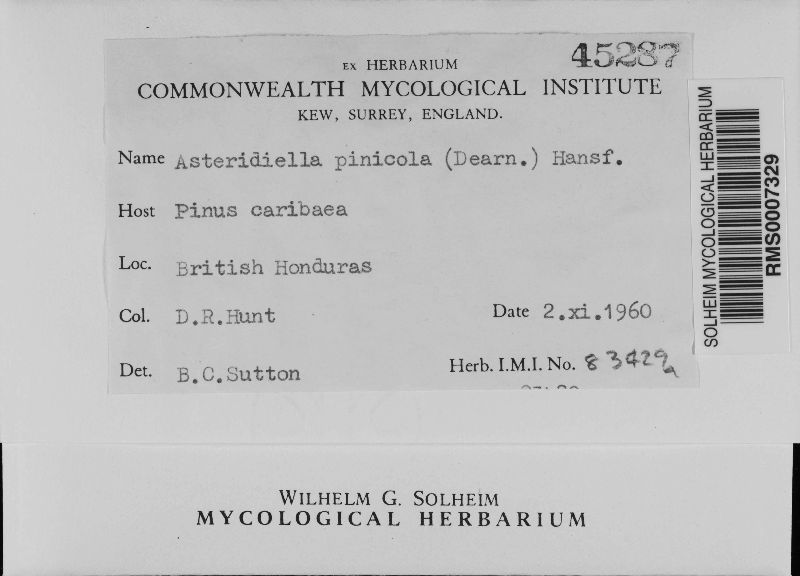 45287
EX HERBARIUM
COMMONWEALTH MYCOLOGICAL INSTITUTE
KEW, SURREY, ENGLAND.
Name Asteridiella pinicola (Dearn.) Hansf.
Host Pinus caribaea
Loc. British Honduras
Col. D.R.Hunt Date 2.xi.1960
Det. B.C.Sutton Herb. I.M.I. No. 83429a
SOLHEIM MYCOLOGICAL HERBARIUM
RMS0007329
WILHELM G. SOLHEIM
MYCOLOGICAL HERBARIUM